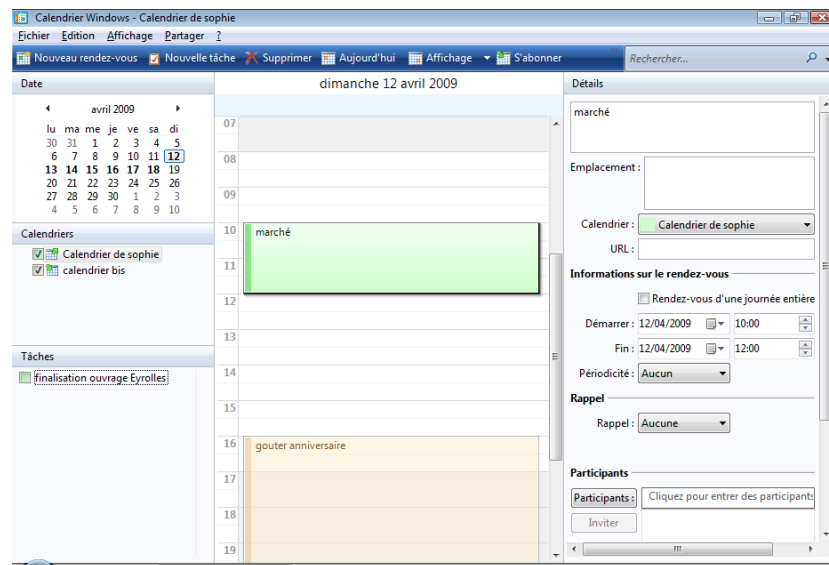 Calendrier Windows - Calendrier de sophie
Fichier Edition Affichage Partager ?
Nouveau rendez-vous Nouvelle tâche Supprimer Aujourd'hui Affichage S'abonner Rechercher...
Date
avril 2009
lu ma me je ve sa di
30 31 1 2 3 4 5
6 7 8 9 10 11 12
13 14 15 16 17 18 19
20 21 22 23 24 25 26
27 28 29 30 1 2 3
4 5 6 7 8 9 10
Calendriers
Calendrier de sophie
calendrier bis
Tâches
finalisation ouvrage Eyrolles
dimanche 12 avril 2009
07
08
09
10 marché
11
12
13
14
15
16 gouter anniversaire
17
18
19
Détails
marché
Emplacement :
Calendrier : Calendrier de sophie
URL :
Informations sur le rendez-vous
Rendez-vous d'une journée entière
Démarrer : 12/04/2009 10:00
Fin : 12/04/2009 12:00
Périodicité : Aucun
Rappel
Rappel : Aucune
Participants
Participants : Cliquez pour entrer des participants
Inviter